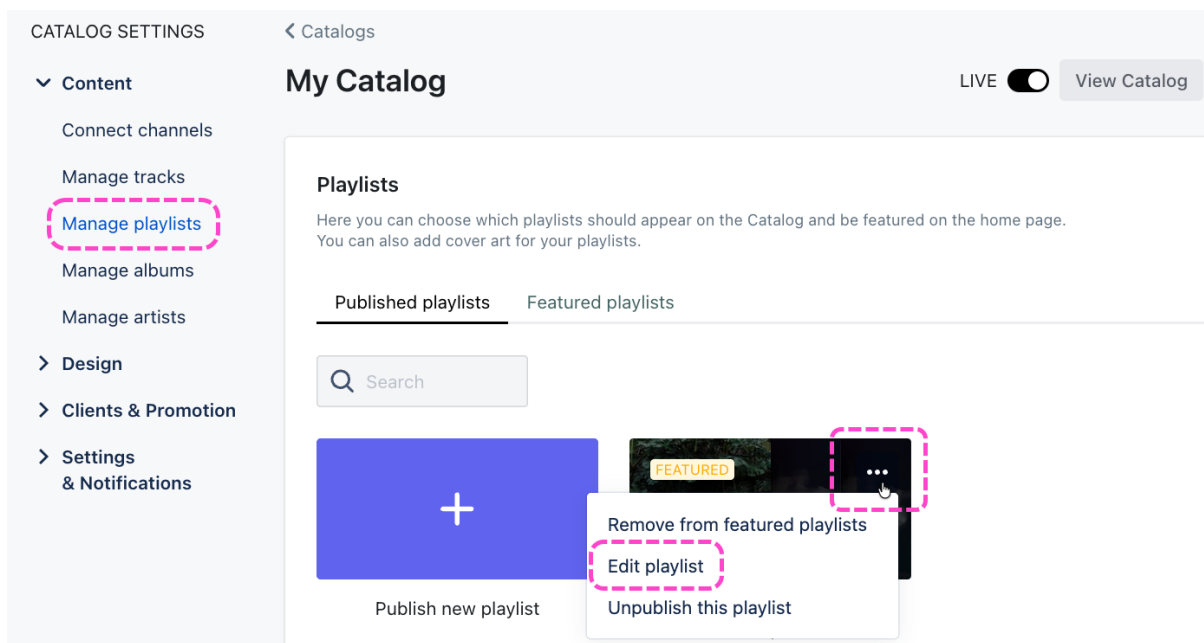 CATALOG SETTINGS
Content
Connect channels
Manage tracks
Manage playlists
Manage albums
Manage artists
Design
Clients & Promotion
Settings
& Notifications
Catalogs
My Catalog
LIVE
View Catalog
Playlists
Here you can choose which playlists should appear on the Catalog and be featured on the home page.
You can also add cover art for your playlists.
Published playlists
Featured playlists
Search
Publish new playlist
FEATURED
Remove from featured playlists
Edit playlist
Unpublish this playlist